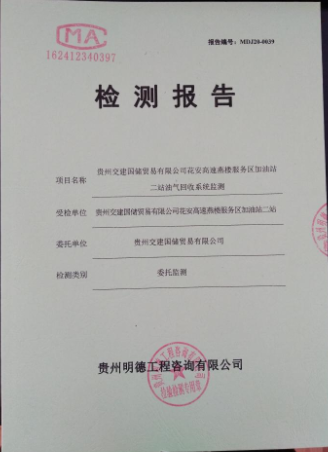 MA
162412340397
报告编号：MDJ20-0039
检测报告
项目名称 贵州交建国储贸易有限公司花安高速燕楼服务区加油站
二站油气回收系统监测
受检单位 贵州交建国储贸易有限公司花安高速燕楼服务区加油站二站
委托单位 贵州交建国储贸易有限公司
检测类别 委托监测
贵州明德工程咨询有限公司